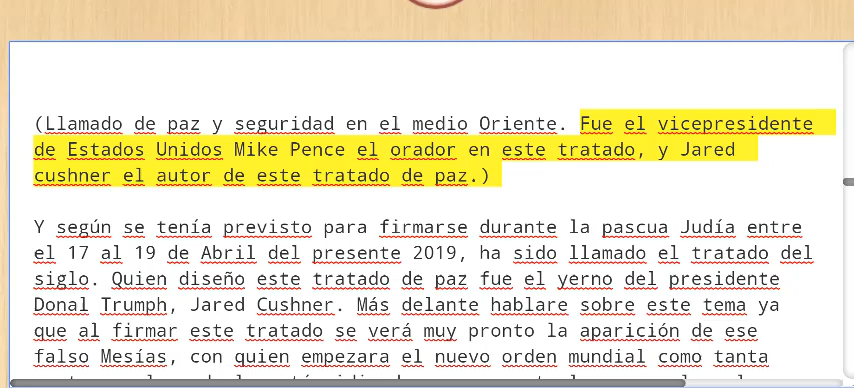 (Llamado de paz y seguridad en el medio Oriente. Fue el vicepresidente
de Estados Unidos Mike Pence el orador en este tratado, y Jared
cushner el autor de este tratado de paz.)
Y según se tenía previsto para firmarse durante la pascua Judía entre
el 17 al 19 de Abril del presente 2019, ha sido llamado el tratado del
siglo. Quien diseño este tratado de paz fue el yerno del presidente
Donal Trumph, Jared Cushner. Más delante hablare sobre este tema ya
que al firmar este tratado se verá muy pronto la aparición de ese
falso Mesías, con quien empezara el nuevo orden mundial como tanta